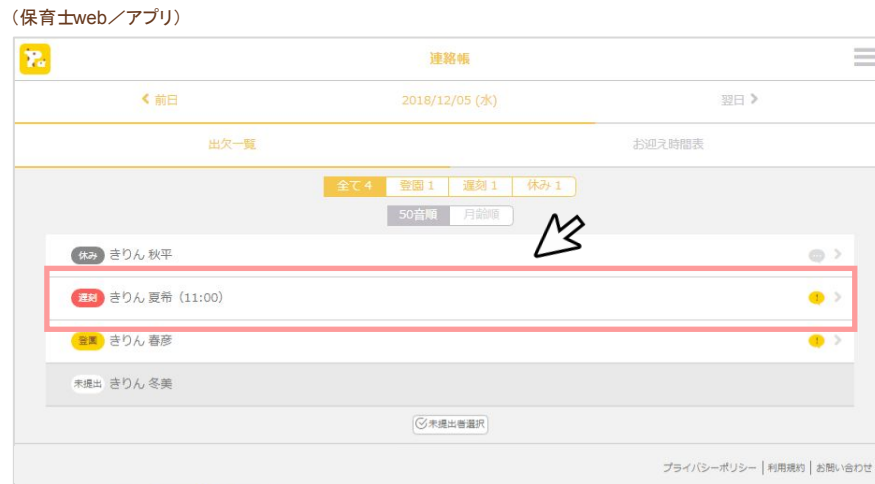 （保育士web／アプリ）
連絡帳
前日 2018/12/05 (水) 翌日
出欠一覧 お迎え時間表
全て 4 登園 1 遅刻 1 休み 1
50音順 月齢順
休み きりん 秋平
遅刻 きりん 夏希（11:00）
登園 きりん 春彦
未提出 きりん 冬美
未提出者選択
プライバシーポリシー | 利用規約 | お問い合わせ